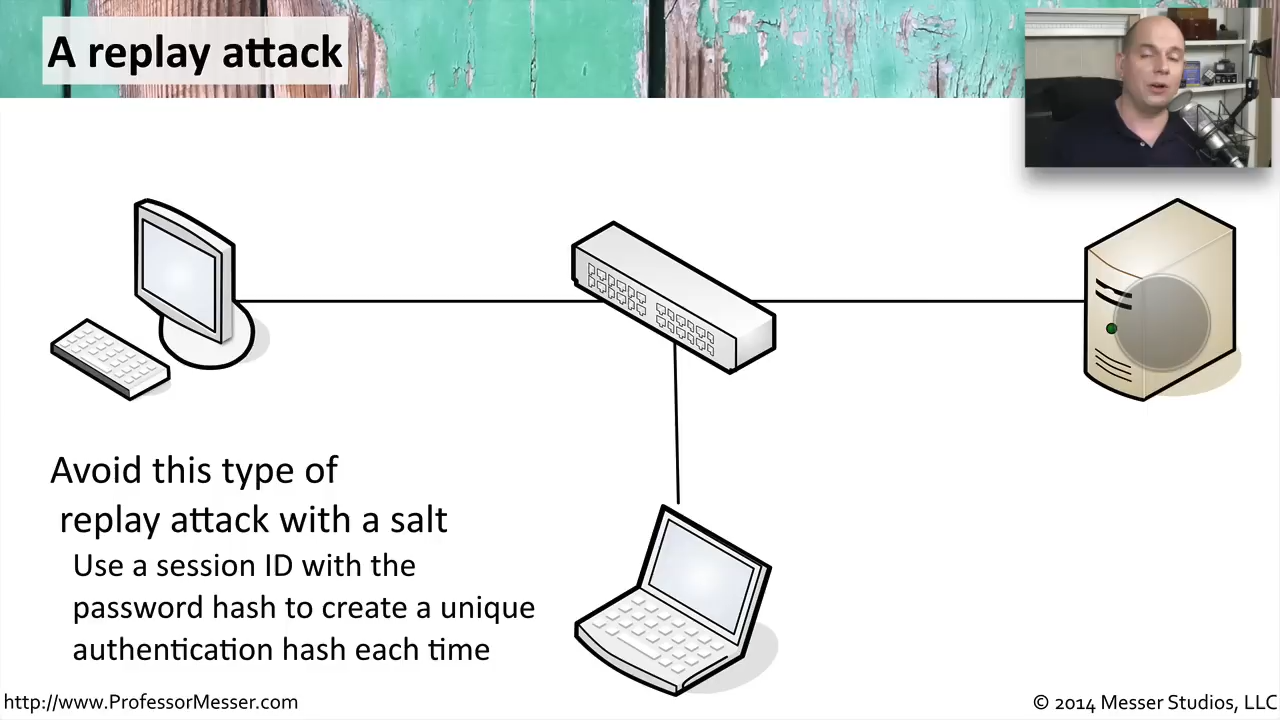 A replay attack
Avoid this type of
replay attack with a salt
Use a session ID with the
password hash to create a unique
authentication hash each time
http://www.ProfessorMesser.com
© 2014 Messer Studios, LLC